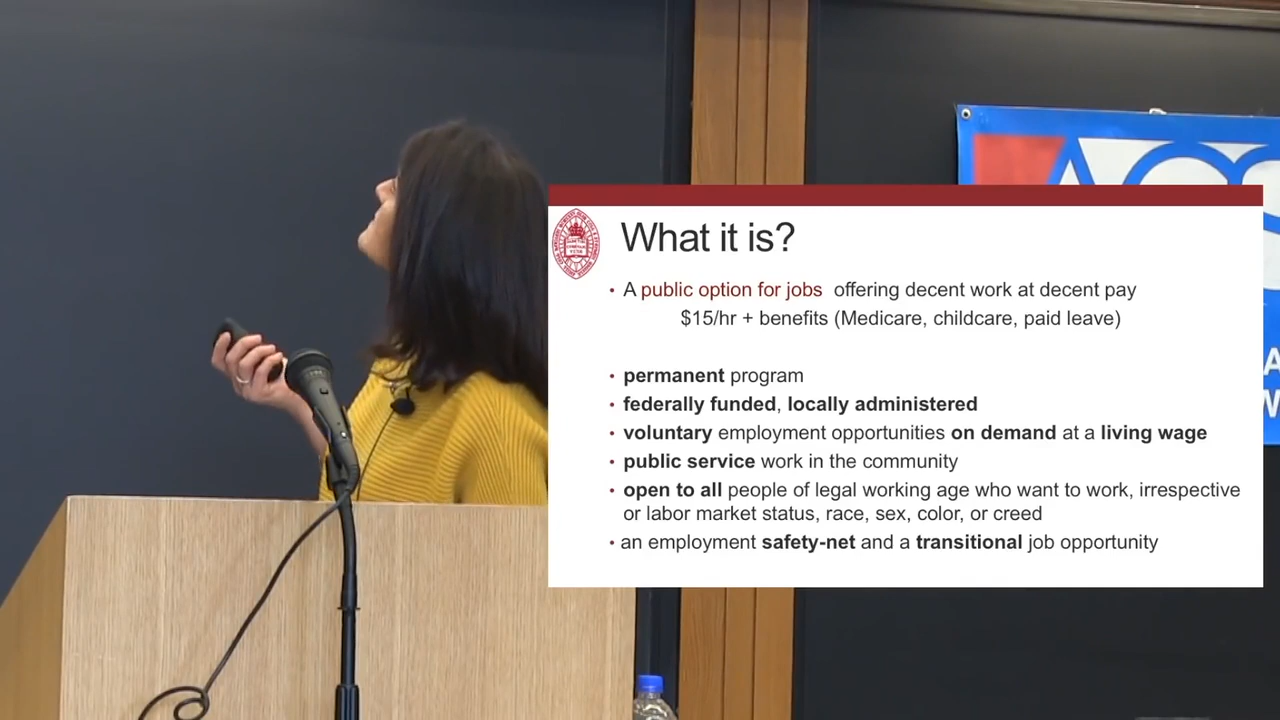 What it is?
• A public option for jobs offering decent work at decent pay
$15/hr + benefits (Medicare, childcare, paid leave)
• permanent program
• federally funded, locally administered
• voluntary employment opportunities on demand at a living wage
• public service work in the community
• open to all people of legal working age who want to work, irrespective
or labor market status, race, sex, color, or creed
• an employment safety-net and a transitional job opportunity